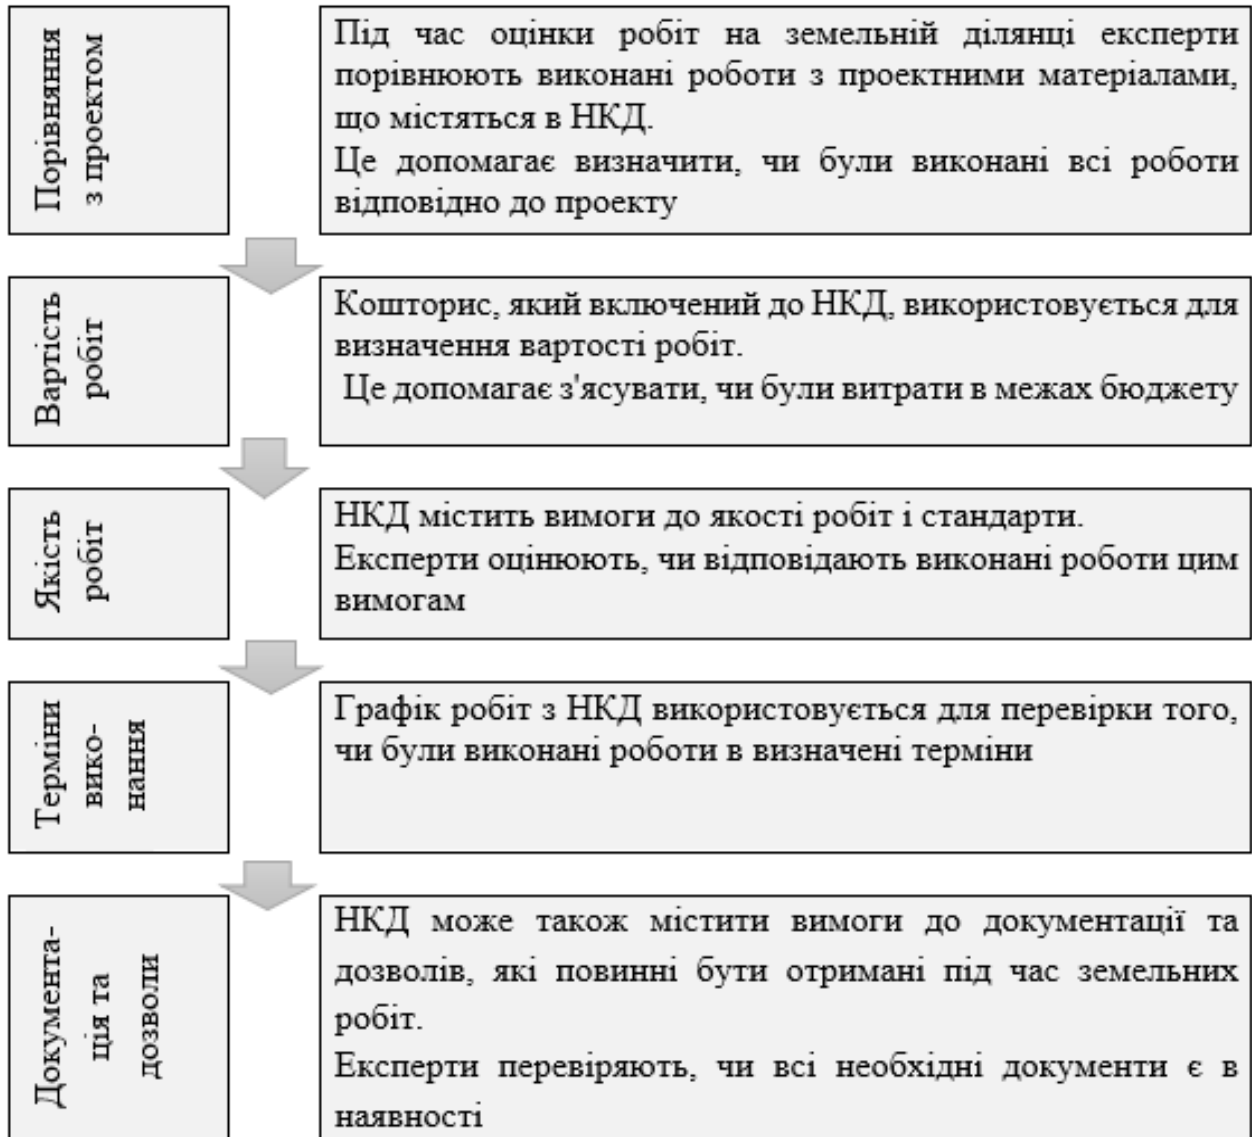 Порівняння
з проектом
Під час оцінки робіт на земельній ділянці експерти
порівнюють виконані роботи з проектними матеріалами,
що містяться в НКД.
Це допомагає визначити, чи були виконані всі роботи
відповідно до проекту
Вартість
робіт
Кошторис, який включений до НКД, використовується для
визначення вартості робіт.
Це допомагає з'ясувати, чи були витрати в межах бюджету
Якість
робіт
НКД містить вимоги до якості робіт і стандарти.
Експерти оцінюють, чи відповідають виконані роботи цим
вимогам
Терміни
вико-
нання
Графік робіт з НКД використовується для перевірки того,
чи були виконані роботи в визначені терміни
Документа-
ція та
дозволи
НКД може також містити вимоги до документації та
дозволів, які повинні бути отримані під час земельних
робіт.
Експерти перевіряють, чи всі необхідні документи є в
наявності